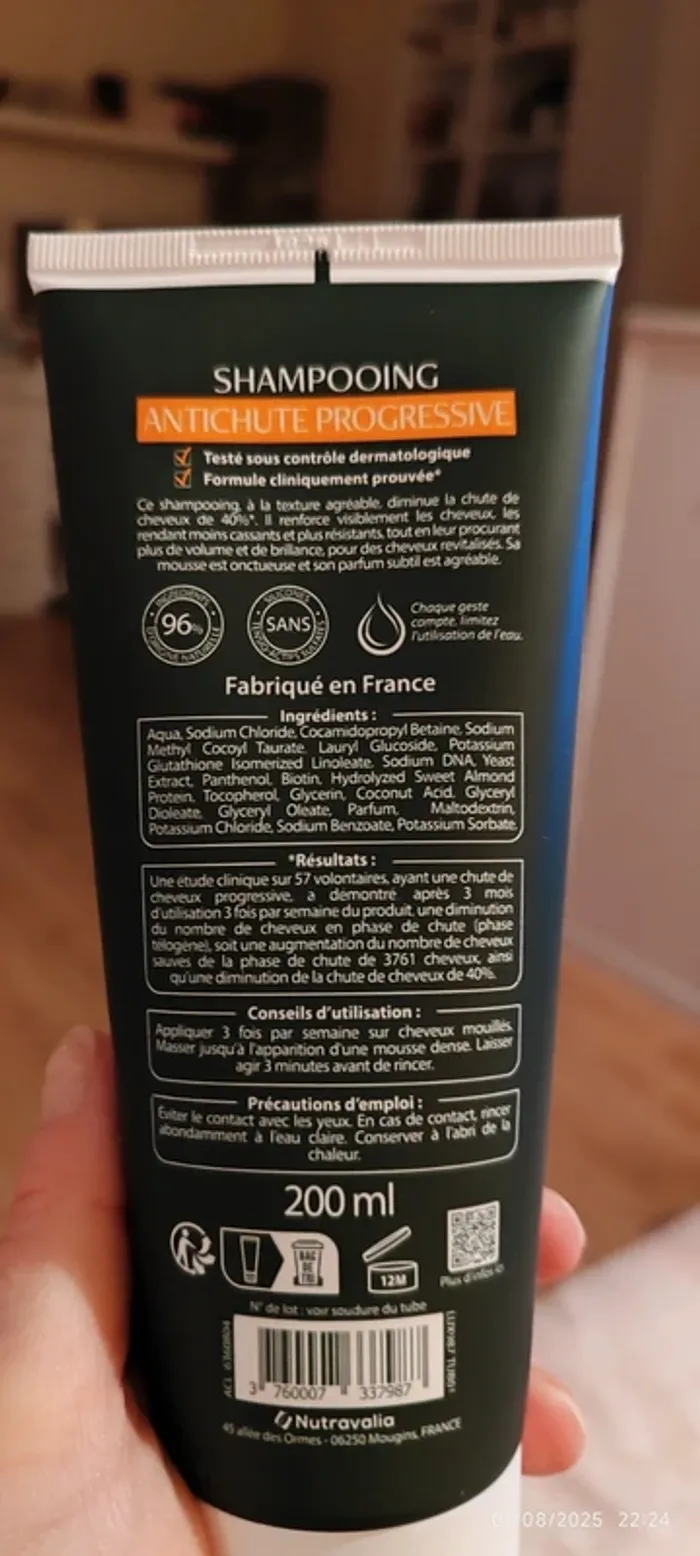 SHAMPOOING
ANTICHUTE PROGRESSIVE
Testé sous contrôle dermatologique
Formule cliniquement prouvée*
Ce shampooing, à la texture agréable, diminue la chute de
cheveux de 40%*. Il renforce visiblement les cheveux, les
rendant moins cassants et plus résistants, tout en leur procurant
plus de volume et de brillance, pour des cheveux revitalisés. Sa
mousse est onctueuse et son parfum subtil est agréable.
INGRÉDIENTS
96%
D'ORIGINE NATURELLE
SILICONES
SANS
TENSIO-ACTIFS SULFATÉS
Chaque geste
compte, limitez
l'utilisation de l'eau.
Fabriqué en France
Ingrédients :
Aqua, Sodium Chloride, Cocamidopropyl Betaine, Sodium
Methyl Cocoyl Taurate, Lauryl Glucoside, Potassium
Glutathione Isomerized Linoleate, Sodium DNA, Yeast
Extract, Panthenol, Biotin, Hydrolyzed Sweet Almond
Protein, Tocopherol, Glycerin, Coconut Acid, Glyceryl
Dioleate, Glyceryl Oleate, Parfum, Maltodextrin,
Potassium Chloride, Sodium Benzoate, Potassium Sorbate.
*Résultats :
Une étude clinique sur 57 volontaires, ayant une chute de
cheveux progressive, a démontré après 3 mois
d'utilisation 3 fois par semaine du produit, une diminution
du nombre de cheveux en phase de chute (phase
télogène), soit une augmentation du nombre de cheveux
sauvés de la phase de chute de 3761 cheveux, ainsi
qu'une diminution de la chute de cheveux de 40%.
Conseils d'utilisation :
Appliquer 3 fois par semaine sur cheveux mouillés.
Masser jusqu'à l'apparition d'une mousse dense. Laisser
agir 3 minutes avant de rincer.
Précautions d'emploi :
Éviter le contact avec les yeux. En cas de contact, rincer
abondamment à l'eau claire. Conserver à l'abri de la
chaleur.
200 ml
BAC
DE
TRI
12M
Plus d'infos ici
N° de lot : voir soudure du tube
ACL 6360804
3 760007 337987
Nutravalia
45 allée des Ormes - 06250 Mougins, FRANCE
08/2025 22:24